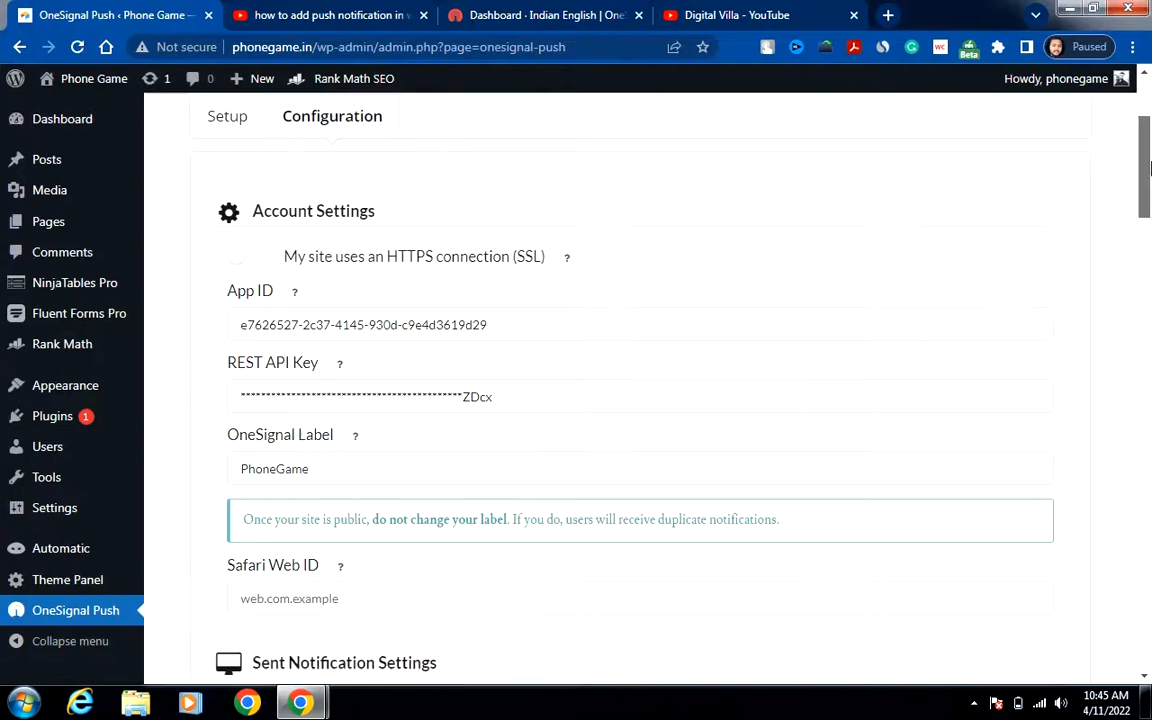 OneSignal Push ‹ Phone Game —
how to add push notification in
Dashboard · Indian English | One
Digital Villa - YouTube
Not secure
phonegame.in/wp-admin/admin.php?page=onesignal-push
WC
Beta
Paused
Phone Game
1
0
New
Rank Math SEO
Howdy, phonegame
Dashboard
Posts
Media
Pages
Comments
NinjaTables Pro
Fluent Forms Pro
Rank Math
Appearance
Plugins 1
Users
Tools
Settings
Automatic
Theme Panel
OneSignal Push
Collapse menu
Setup
Configuration
Account Settings
My site uses an HTTPS connection (SSL) ?
App ID ?
e7626527-2c37-4145-930d-c9e4d3619d29
REST API Key ?
********************************************ZDcx
OneSignal Label ?
PhoneGame
Once your site is public, do not change your label. If you do, users will receive duplicate notifications.
Safari Web ID ?
web.com.example
Sent Notification Settings
10:45 AM
4/11/2022